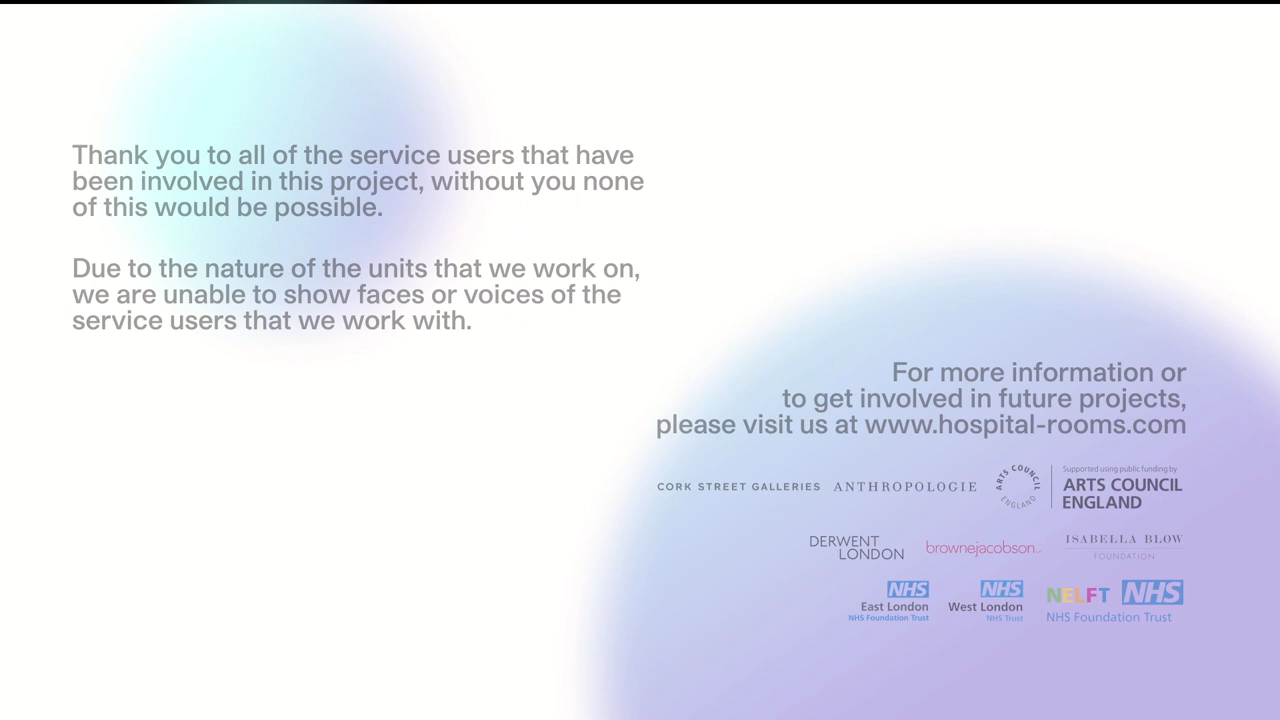 Thank you to all of the service users that have
been involved in this project, without you none
of this would be possible.
Due to the nature of the units that we work on,
we are unable to show faces or voices of the
service users that we work with.
For more information or
to get involved in future projects,
please visit us at www.hospital-rooms.com
CORK STREET GALLERIES
ANTHROPOLOGIE
ARTS COUNCIL
ENGLAND
Supported using public funding by
ARTS COUNCIL
ENGLAND
DERWENT
LONDON
brownejacobson
ISABELLA BLOW
FOUNDATION
NHS
East London
NHS Foundation Trust
NHS
West London
NHS Trust
NELFT NHS
NHS Foundation Trust